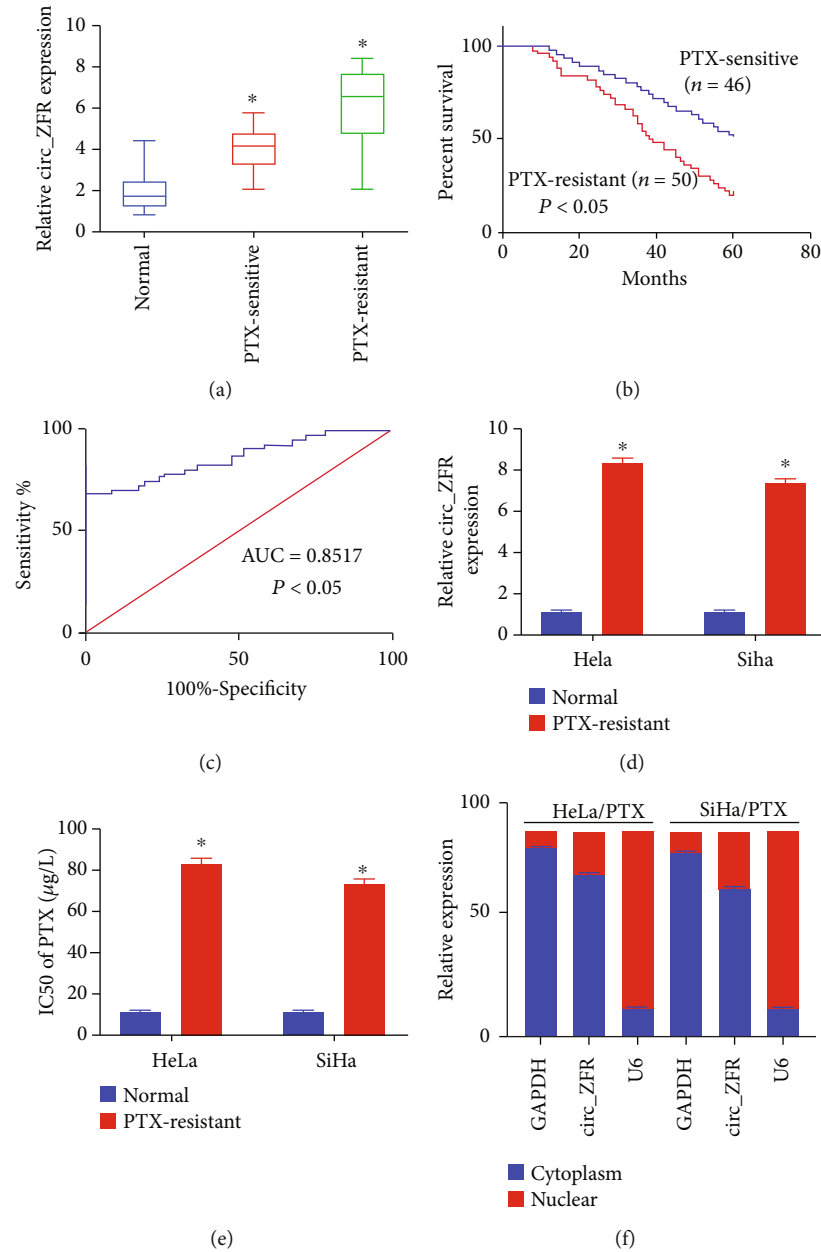 Relative circ_ZFR expression
10
8
6
4
2
0
*
*
Normal
PTX-sensitive
PTX-resistant
(a)
Percent survival
100
50
0
PTX-sensitive
(n = 46)
PTX-resistant (n = 50)
P < 0.05
0 20 40 60 80
Months
(b)
Sensitivity %
100
50
0
AUC = 0.8517
P < 0.05
0 50 100
100%-Specificity
(c)
Relative circ_ZFR
expression
10
8
6
4
2
0
*
*
Hela Siha
Normal
PTX-resistant
(d)
IC50 of PTX (μg/L)
100
80
60
40
20
0
*
*
HeLa SiHa
Normal
PTX-resistant
(e)
Relative expression
100
50
0
HeLa/PTX SiHa/PTX
GAPDH
circ_ZFR
U6
GAPDH
circ_ZFR
U6
Cytoplasm
Nuclear
(f)